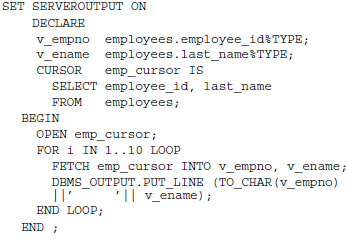 SET SERVEROUTPUT ON
DECLARE
v_empno employees.employee_id%TYPE;
v_ename employees.last_name%TYPE;
CURSOR emp_cursor IS
SELECT employee_id, last_name
FROM employees;
BEGIN
OPEN emp_cursor;
FOR i IN 1..10 LOOP
FETCH emp_cursor INTO v_empno, v_ename;
DBMS_OUTPUT.PUT_LINE (TO_CHAR(v_empno)
||’ ’|| v_ename);
END LOOP;
END ;